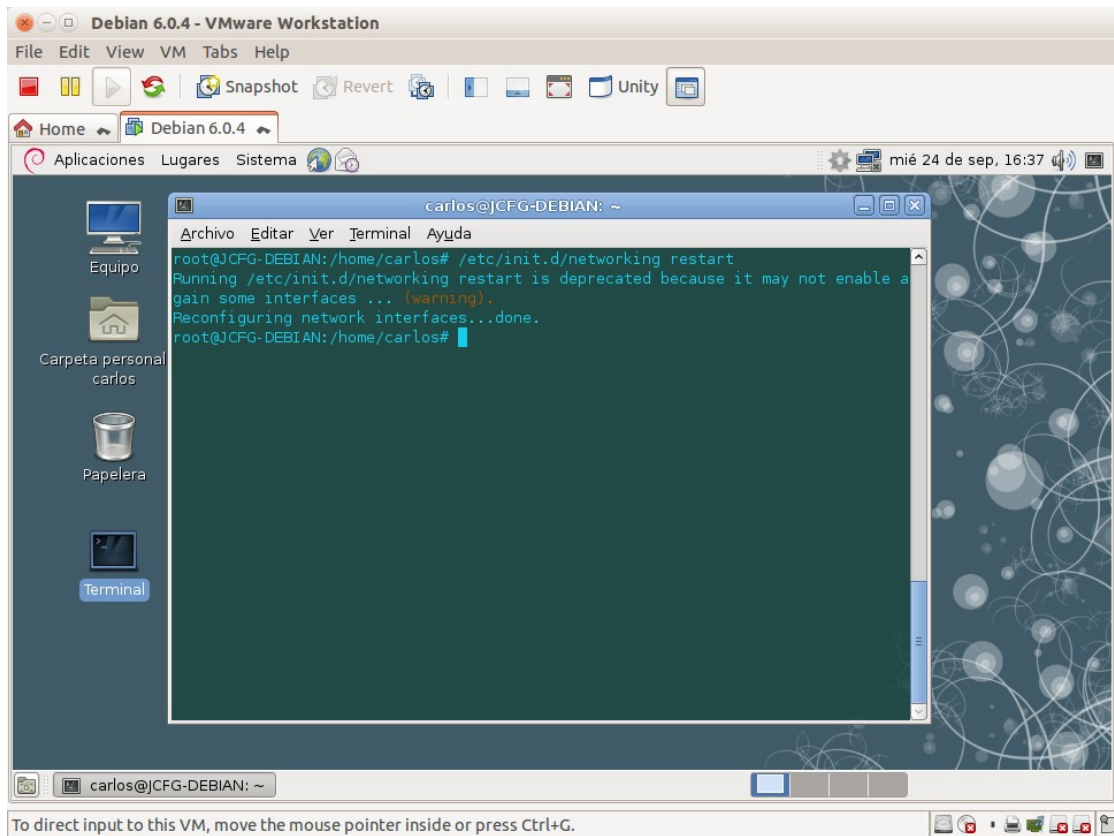 Debian 6.0.4 - VMware Workstation
File Edit View VM Tabs Help
Snapshot Revert Unity
Home Debian 6.0.4
Aplicaciones Lugares Sistema mié 24 de sep, 16:37
carlos@JCFG-DEBIAN: ~
Archivo Editar Ver Terminal Ayuda
root@JCFG-DEBIAN:/home/carlos# /etc/init.d/networking restart
Running /etc/init.d/networking restart is deprecated because it may not enable a
gain some interfaces ... (warning).
Reconfiguring network interfaces...done.
root@JCFG-DEBIAN:/home/carlos#
Equipo
Carpeta personal
carlos
Papelera
Terminal
carlos@JCFG-DEBIAN: ~
To direct input to this VM, move the mouse pointer inside or press Ctrl+G.